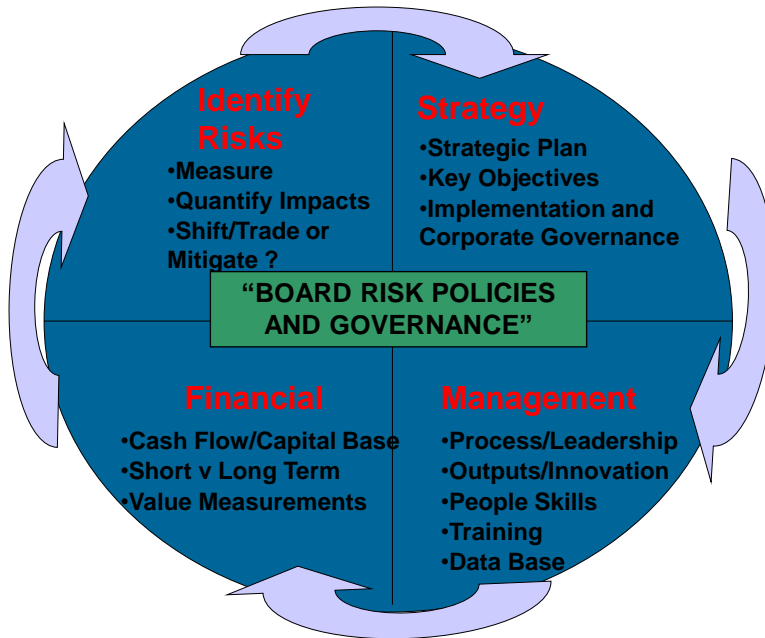 Identify
Risks
•Measure
•Quantify Impacts
•Shift/Trade or
Mitigate ?
Strategy
•Strategic Plan
•Key Objectives
•Implementation and
Corporate Governance
“BOARD RISK POLICIES
AND GOVERNANCE”
Financial
•Cash Flow/Capital Base
•Short v Long Term
•Value Measurements
Management
•Process/Leadership
•Outputs/Innovation
•People Skills
•Training
•Data Base